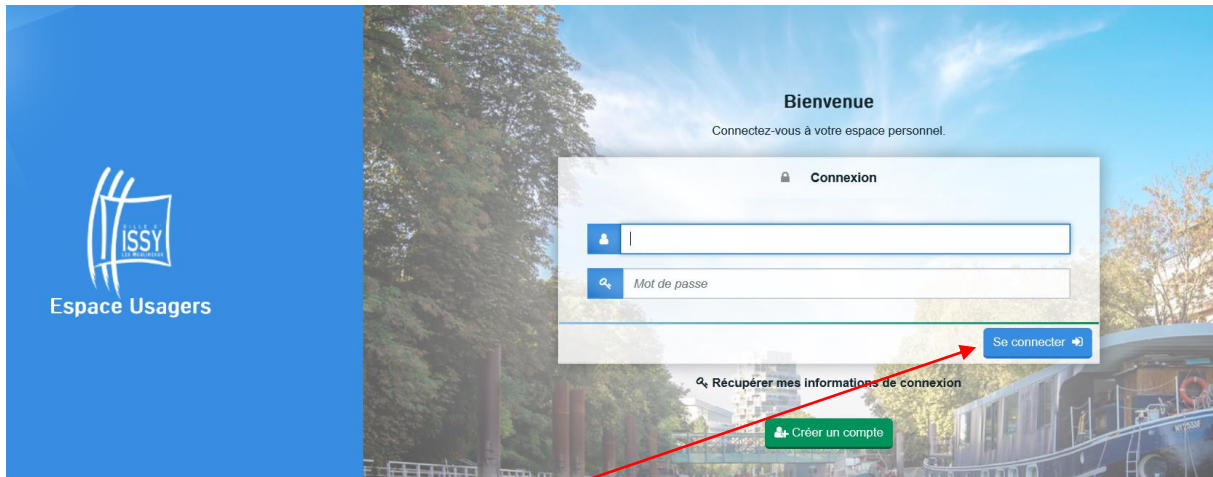 VILLE D'
ISSY
LES MOULINEAUX
Espace Usagers
Bienvenue
Connectez-vous à votre espace personnel.
Connexion
Mot de passe
Se connecter
Récupérer mes informations de connexion
Créer un compte